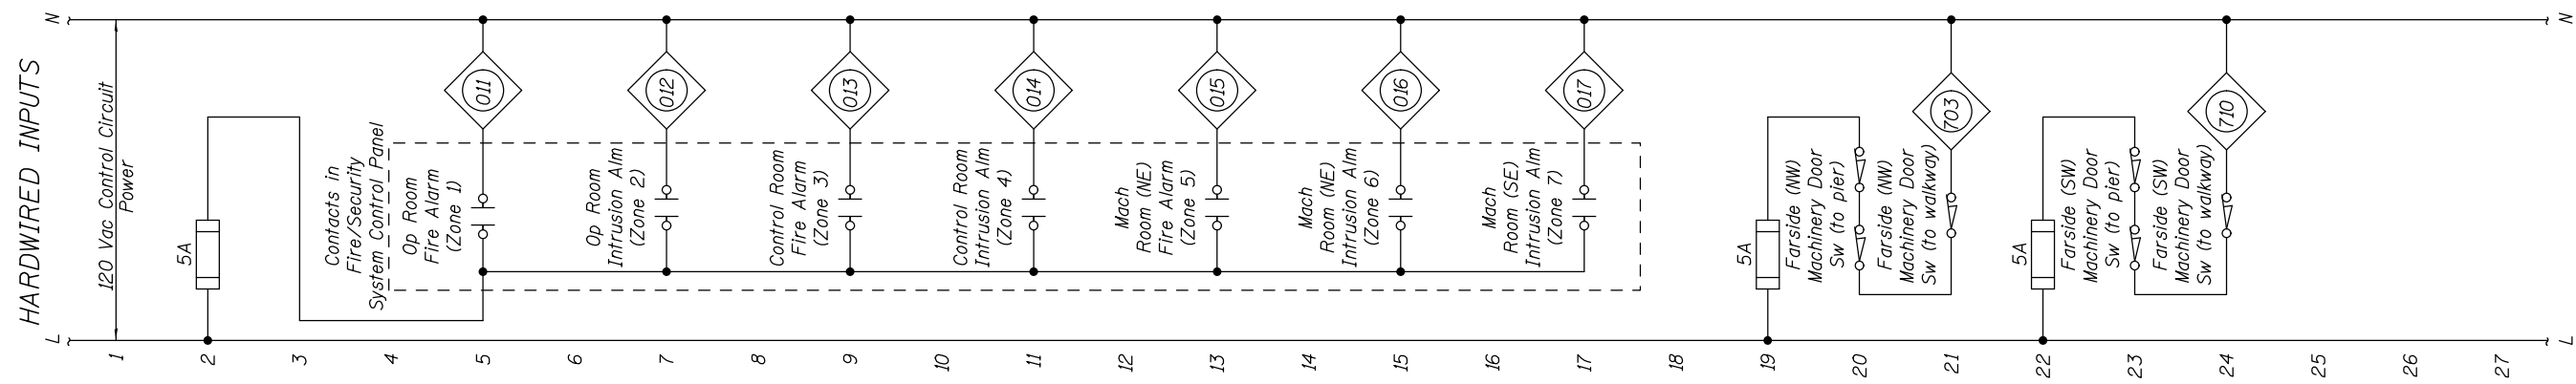 HARDWIRED INPUTS
L
N
1
120 Vac Control Circuit
Power
2
5A
3
4
Contacts in
Fire/Security
System Control Panel
5
Op Room
Fire Alarm
(Zone 1)
011
6
7
Op Room
Intrusion Alm
(Zone 2)
012
8
9
Control Room
Fire Alarm
(Zone 3)
013
10
11
Control Room
Intrusion Alm
(Zone 4)
014
12
13
Mach
Room (NE)
Fire Alarm
(Zone 5)
015
14
15
Mach
Room (NE)
Intrusion Alm
(Zone 6)
016
16
17
Mach
Room (SE)
Intrusion Alm
(Zone 7)
017
18
19
5A
20
Farside (NW)
Machinery Door
Sw (to pier)
21
Farside (NW)
Machinery Door
Sw (to walkway)
703
22
5A
23
Farside (SW)
Machinery Door
Sw (to pier)
24
Farside (SW)
Machinery Door
Sw (to walkway)
710
25
26
27
L
N